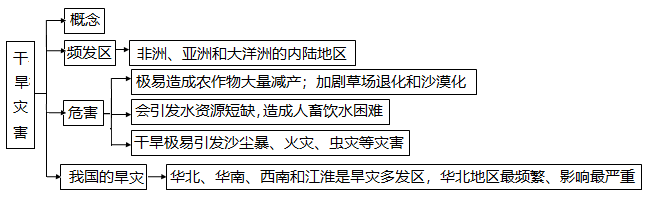 干旱灾害
概念
频发区
非洲、亚洲和大洋洲的内陆地区
危害
极易造成农作物大量减产；加剧草场退化和沙漠化
会引发水资源短缺,造成人畜饮水困难
干旱极易引发沙尘暴、火灾、虫灾等灾害
我国的旱灾
华北、华南、西南和江淮是旱灾多发区，华北地区最频繁、影响最严重